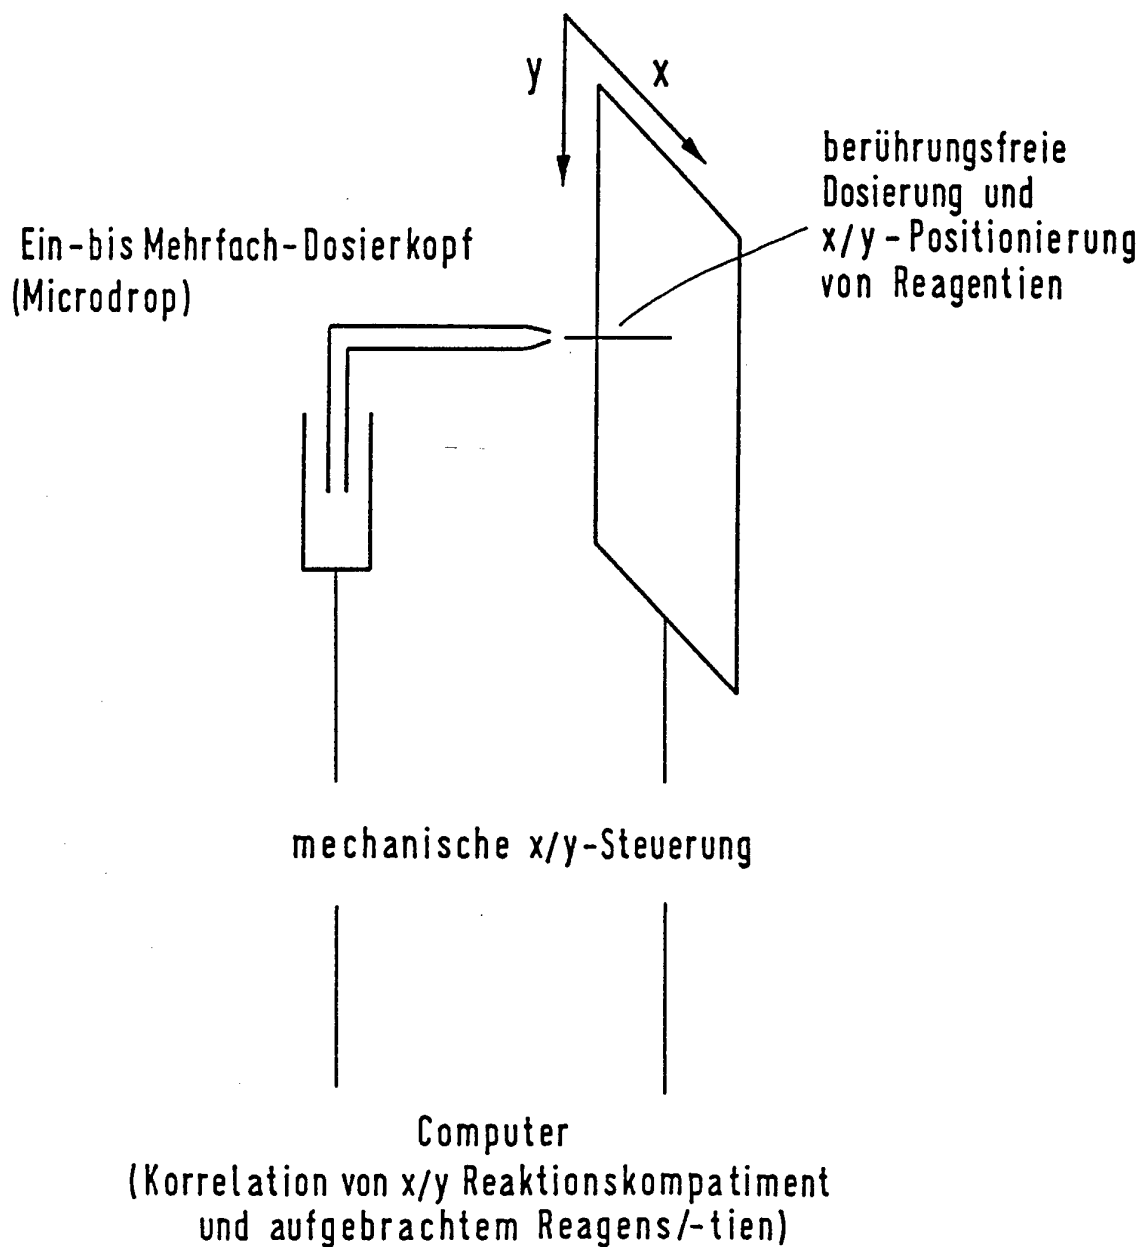 y
x
berührungsfreie
Dosierung und
x/y-Positionierung
von Reagentien
Ein-bis Mehrfach-Dosierkopf
(Microdrop)
mechanische x/y-Steuerung
Computer
(Korrelation von x/y Reaktionskompatiment
und aufgebrachtem Reagens/-tien)